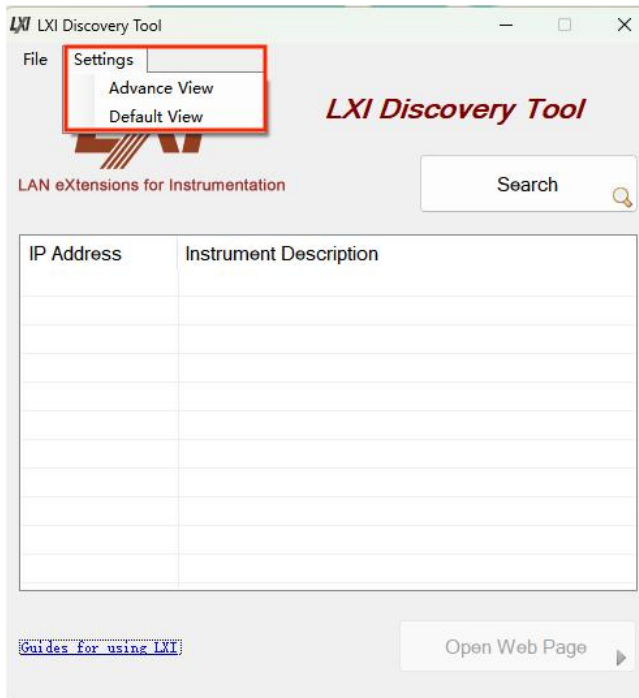 LXI LXI Discovery Tool
File Settings
Advance View
Default View
LXI Discovery Tool
LXI
LAN eXtensions for Instrumentation
Search
IP Address Instrument Description
Guides for using LXI
Open Web Page